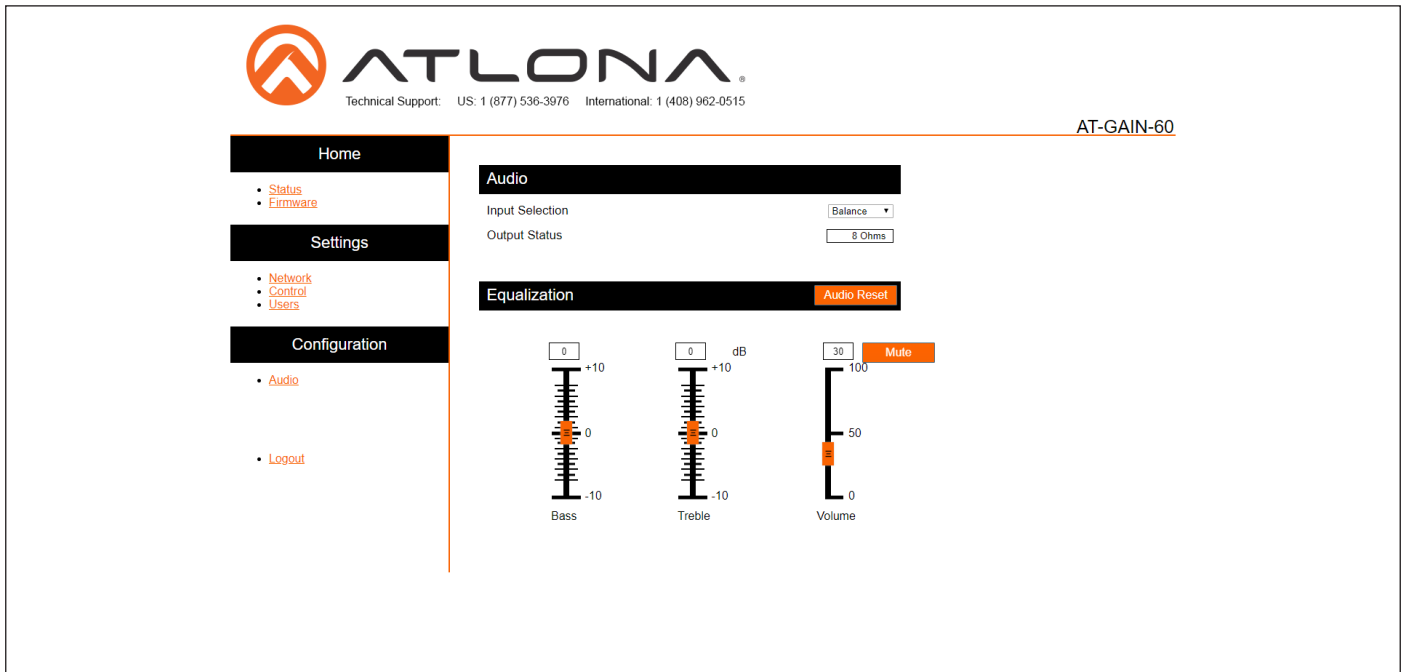 ATLONA®
Technical Support: US: 1 (877) 536-3976 International: 1 (408) 962-0515
AT-GAIN-60
Home
Status
Firmware
Settings
Network
Control
Users
Configuration
Audio
Logout
Audio
Input Selection Balance
Output Status 8 Ohms
Equalization Audio Reset
0 0 dB 30 Mute
+10 +10 100
0 0 50
-10 -10 0
Bass Treble Volume